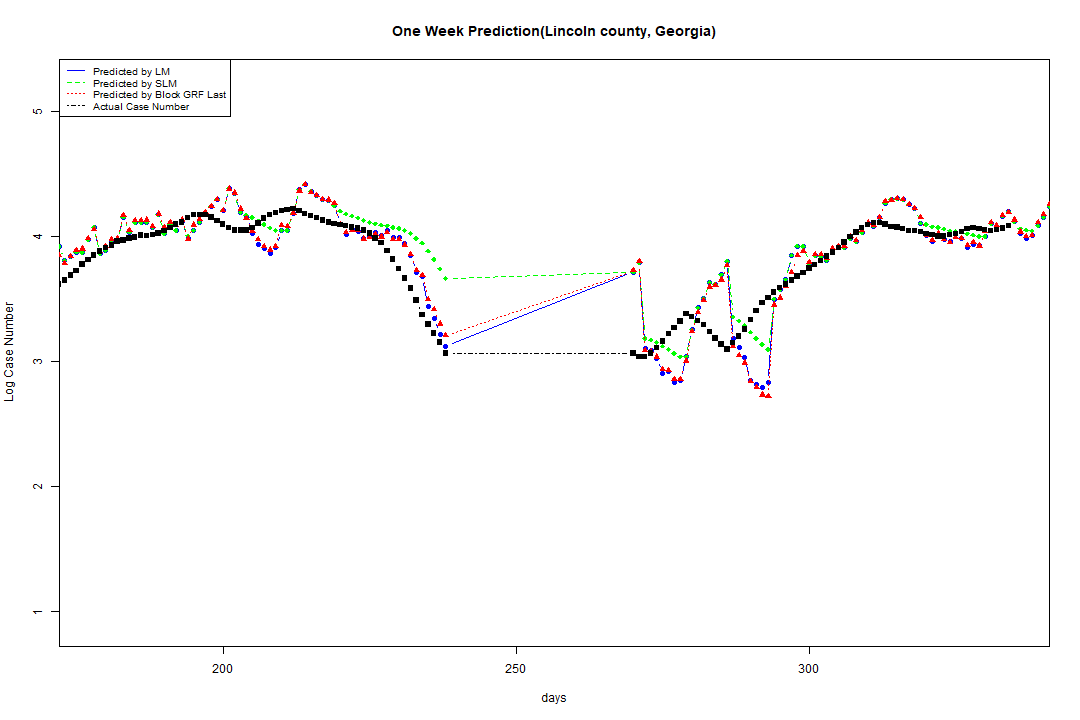 One Week Prediction(Lincoln county, Georgia)
Predicted by LM
Predicted by SLM
Predicted by Block GRF Last
Actual Case Number
5
4
3
2
1
Log Case Number
200
250
300
days